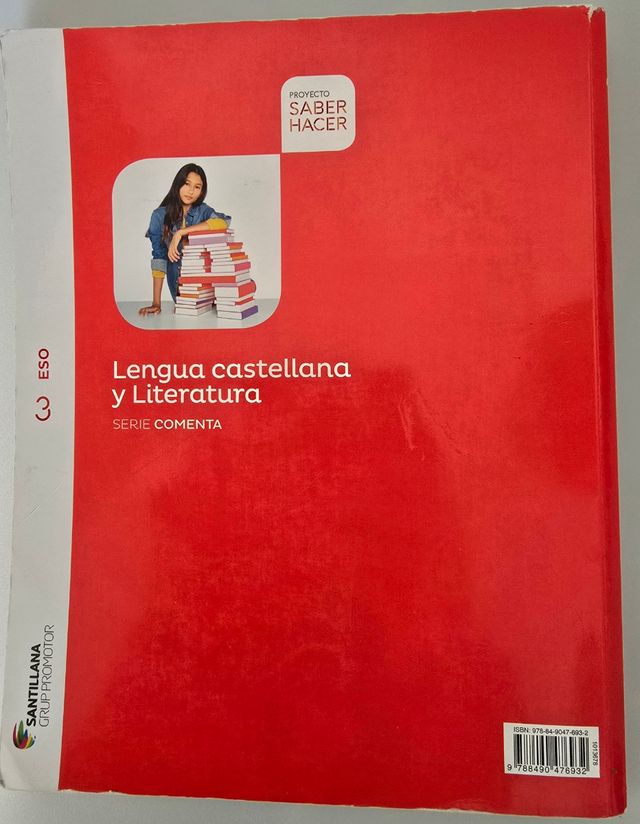 PROYECTO
SABER
HACER
Lengua castellana
y Literatura
SERIE COMENTA
3 ESO
SANTILLANA
GRUP PROMOTOR
ISBN: 978-84-9047-693-2
9 788490 476932
1013678